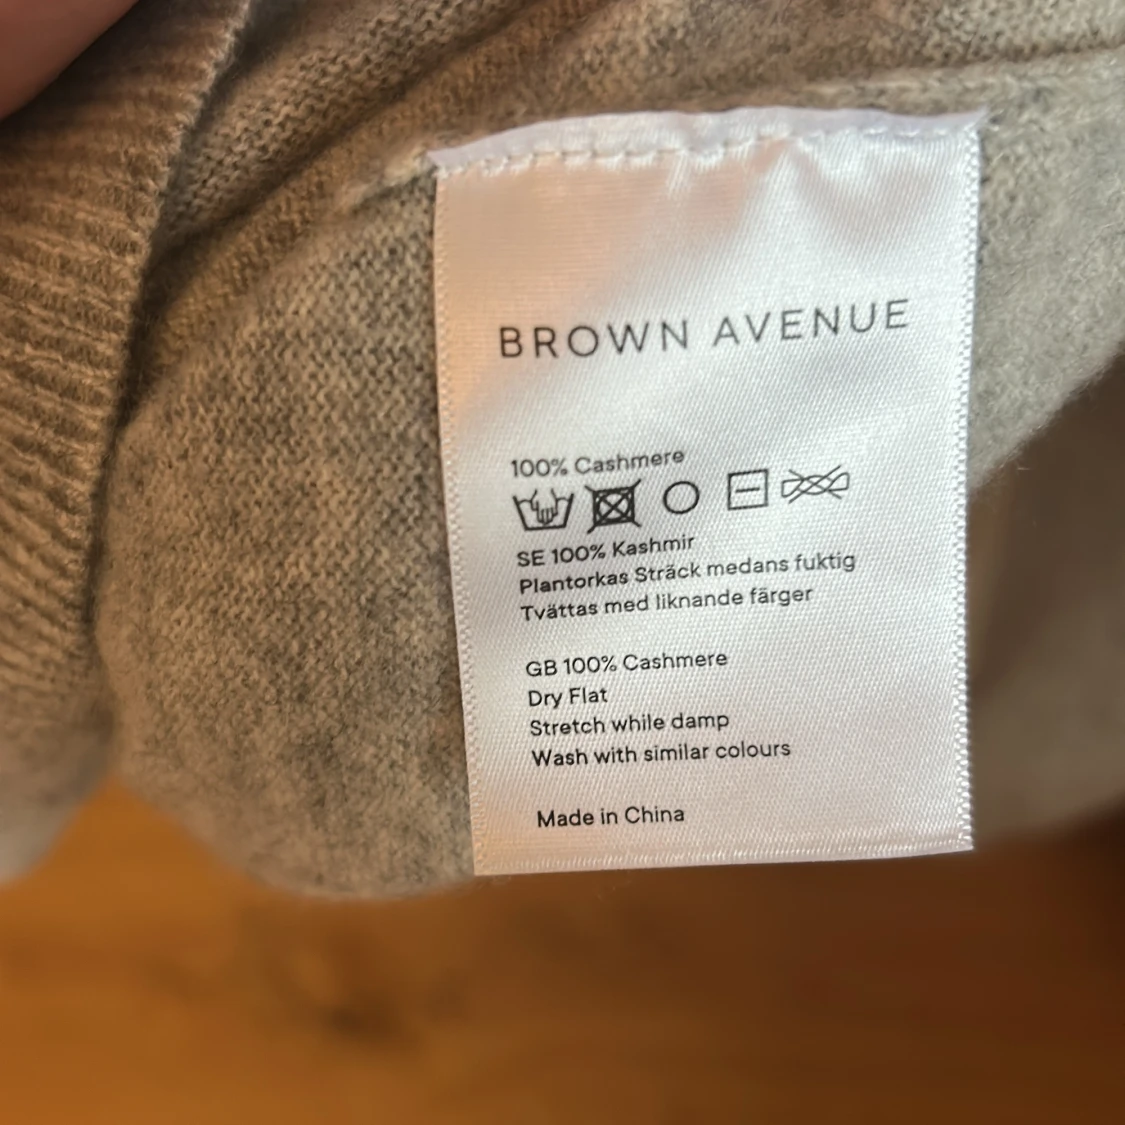 BROWN AVENUE
100% Cashmere
SE 100% Kashmir
Plantorkas Sträck medans fuktig
Tvättas med liknande färger
GB 100% Cashmere
Dry Flat
Stretch while damp
Wash with similar colours
Made in China